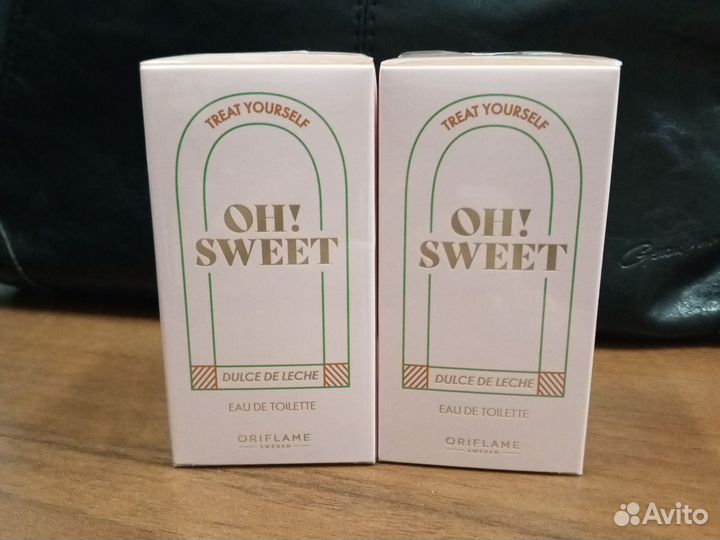 TREAT YOURSELF
OH!
SWEET
DULCE DE LECHE
EAU DE TOILETTE
ORIFLAME
SWEDEN
TREAT YOURSELF
OH!
SWEET
DULCE DE LECHE
EAU DE TOILETTE
ORIFLAME
SWEDEN
Avito